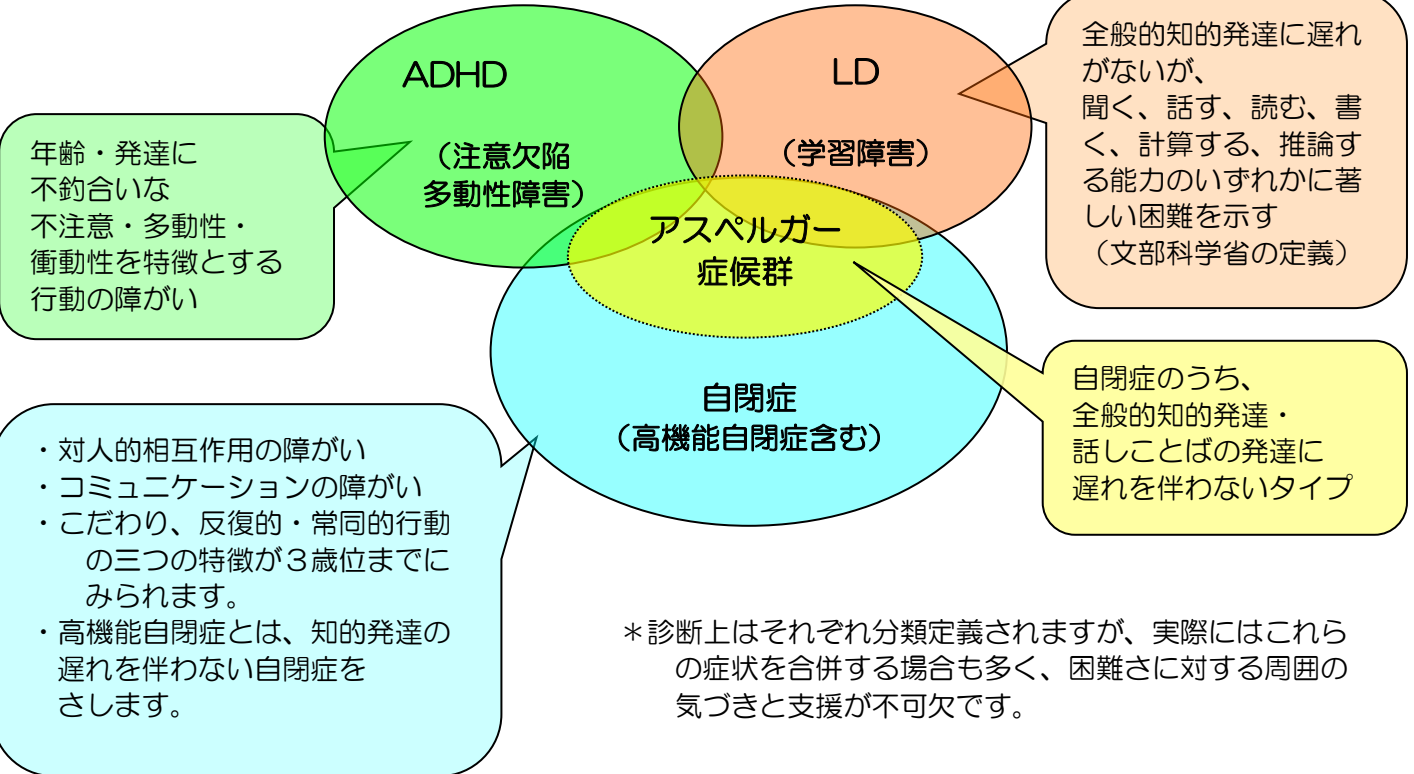 ADHD
（注意欠陥
多動性障害）
LD
（学習障害）
アスペルガー
症候群
自閉症
（高機能自閉症含む）
年齢・発達に
不釣合いな
不注意・多動性・
衝動性を特徴とする
行動の障がい
全般的知的発達に遅れ
がないが、
聞く、話す、読む、書
く、計算する、推論す
る能力のいずれかに著
しい困難を示す
（文部科学省の定義）
自閉症のうち、
全般的知的発達・
話しことばの発達に
遅れを伴わないタイプ
・対人的相互作用の障がい
・コミュニケーションの障がい
・こだわり、反復的・常同的行動
の三つの特徴が３歳位までに
みられます。
・高機能自閉症とは、知的発達の
遅れを伴わない自閉症を
さします。
＊診断上はそれぞれ分類定義されますが、実際にはこれら
の症状を合併する場合も多く、困難さに対する周囲の
気づきと支援が不可欠です。